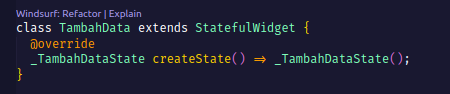 Windsurf: Refactor | Explain
class TambahData extends StatefulWidget {
  @override
  _TambahDataState createState() => _TambahDataState();
}